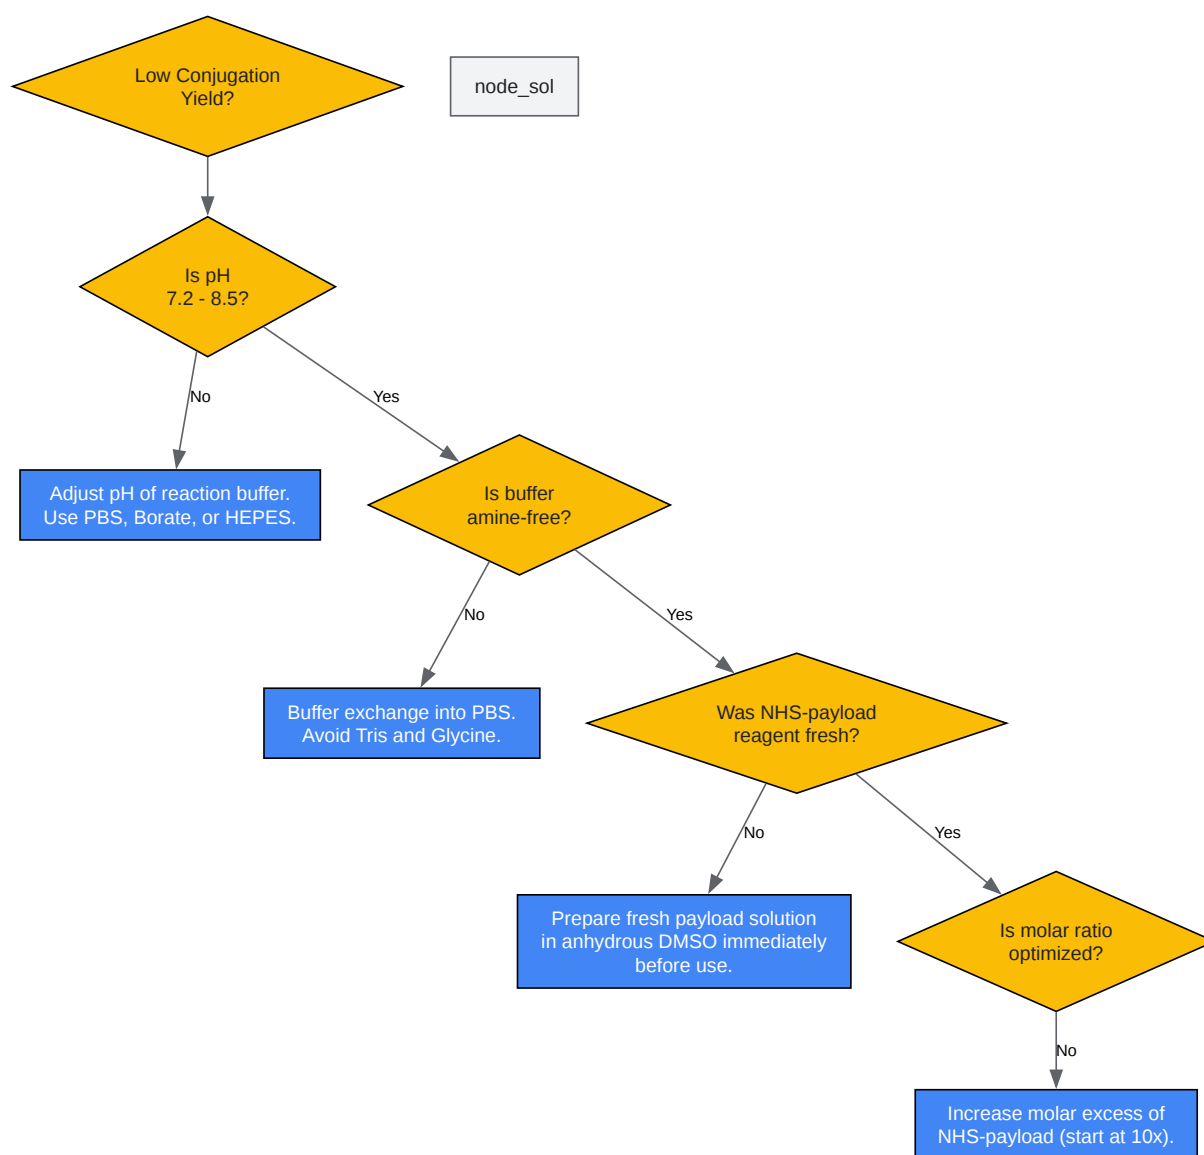 Low Conjugation
Yield?
node_sol
Is pH
7.2 - 8.5?
No
Yes
Adjust pH of reaction buffer.
Use PBS, Borate, or HEPES.
Is buffer
amine-free?
No
Yes
Buffer exchange into PBS.
Avoid Tris and Glycine.
Was NHS-payload
reagent fresh?
No
Yes
Prepare fresh payload solution
in anhydrous DMSO immediately
before use.
Is molar ratio
optimized?
No
Increase molar excess of
NHS-payload (start at 10x).